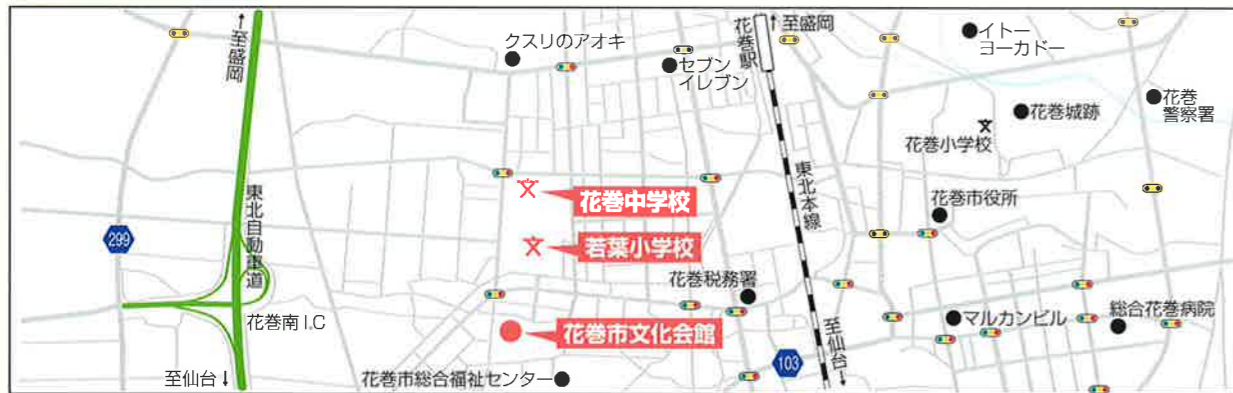 至盛岡
クスリのアオキ
セブン
イレブン
花巻駅
至盛岡
イトー
ヨーカドー
花巻城跡
花巻
警察署
花巻小学校
花巻中学校
東北自動車道
東北本線
花巻市役所
299
若葉小学校
花巻税務署
花巻南I.C
花巻市文化会館
マルカンビル
総合花巻病院
至仙台
花巻市総合福祉センター
103
至仙台